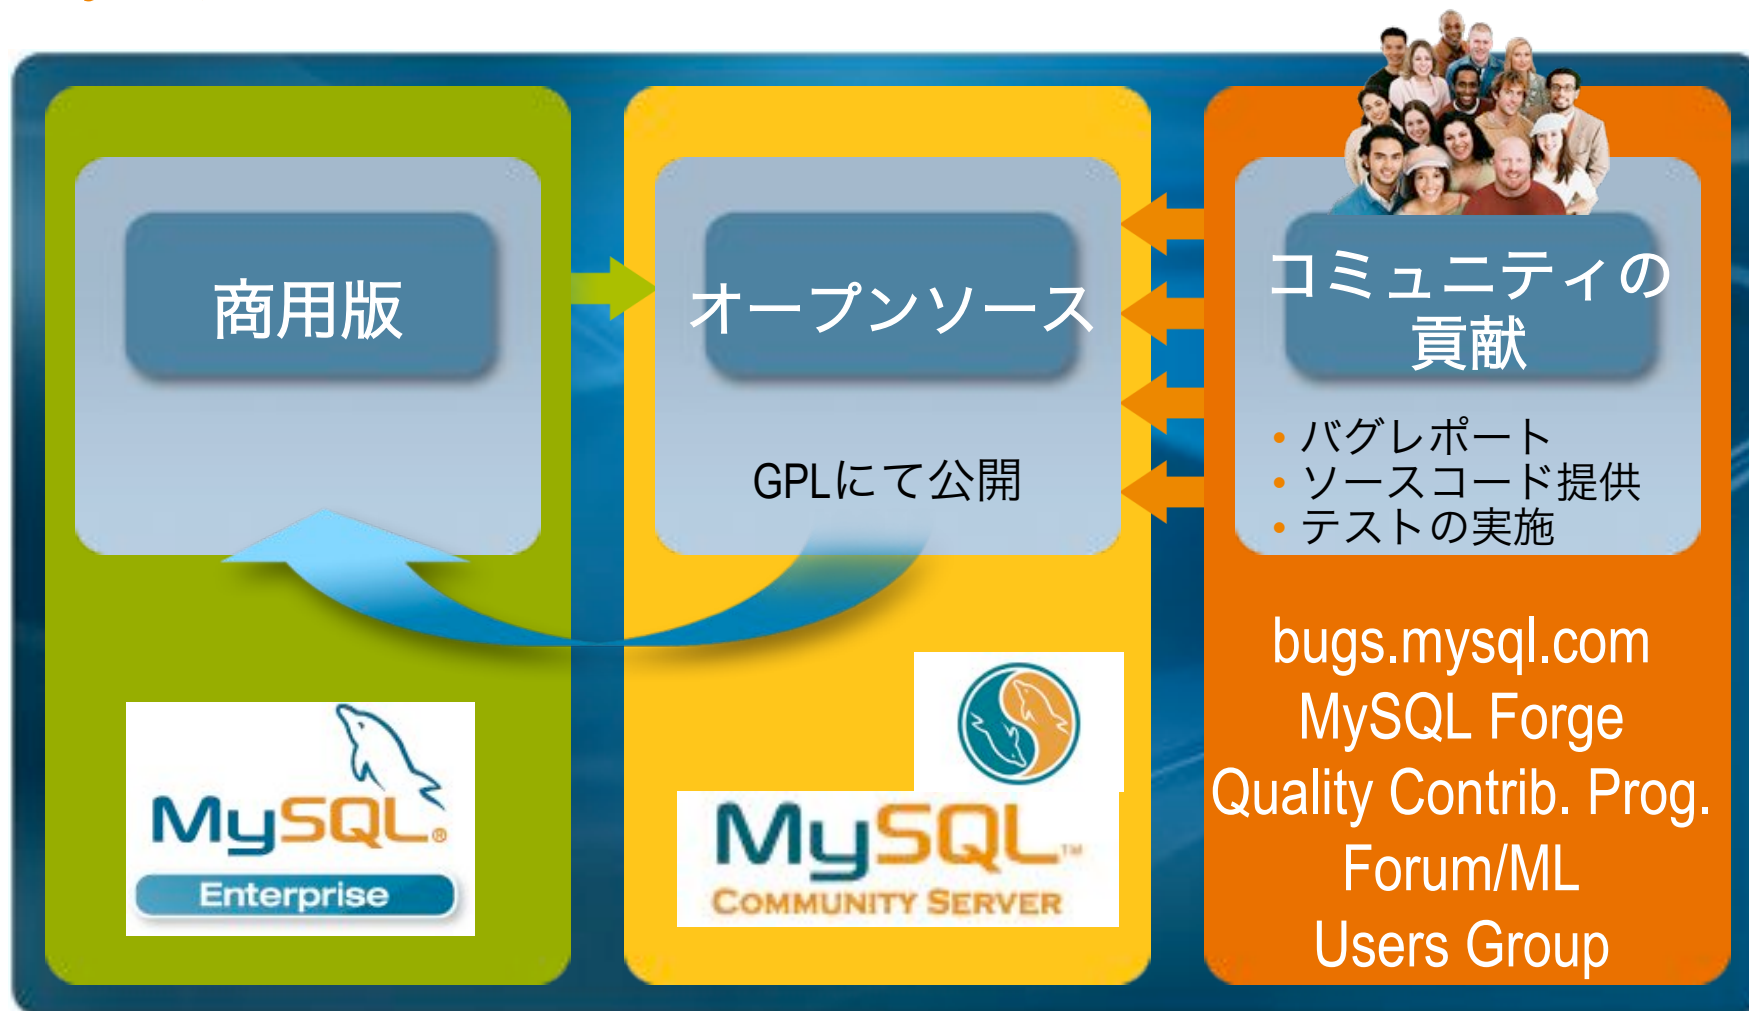 商用版
MySQL®
Enterprise
オープンソース
GPLにて公開
MySQL™
COMMUNITY SERVER
コミュニティの
貢献
• バグレポート
• ソースコード提供
• テストの実施
bugs.mysql.com
MySQL Forge
Quality Contrib. Prog.
Forum/ML
Users Group